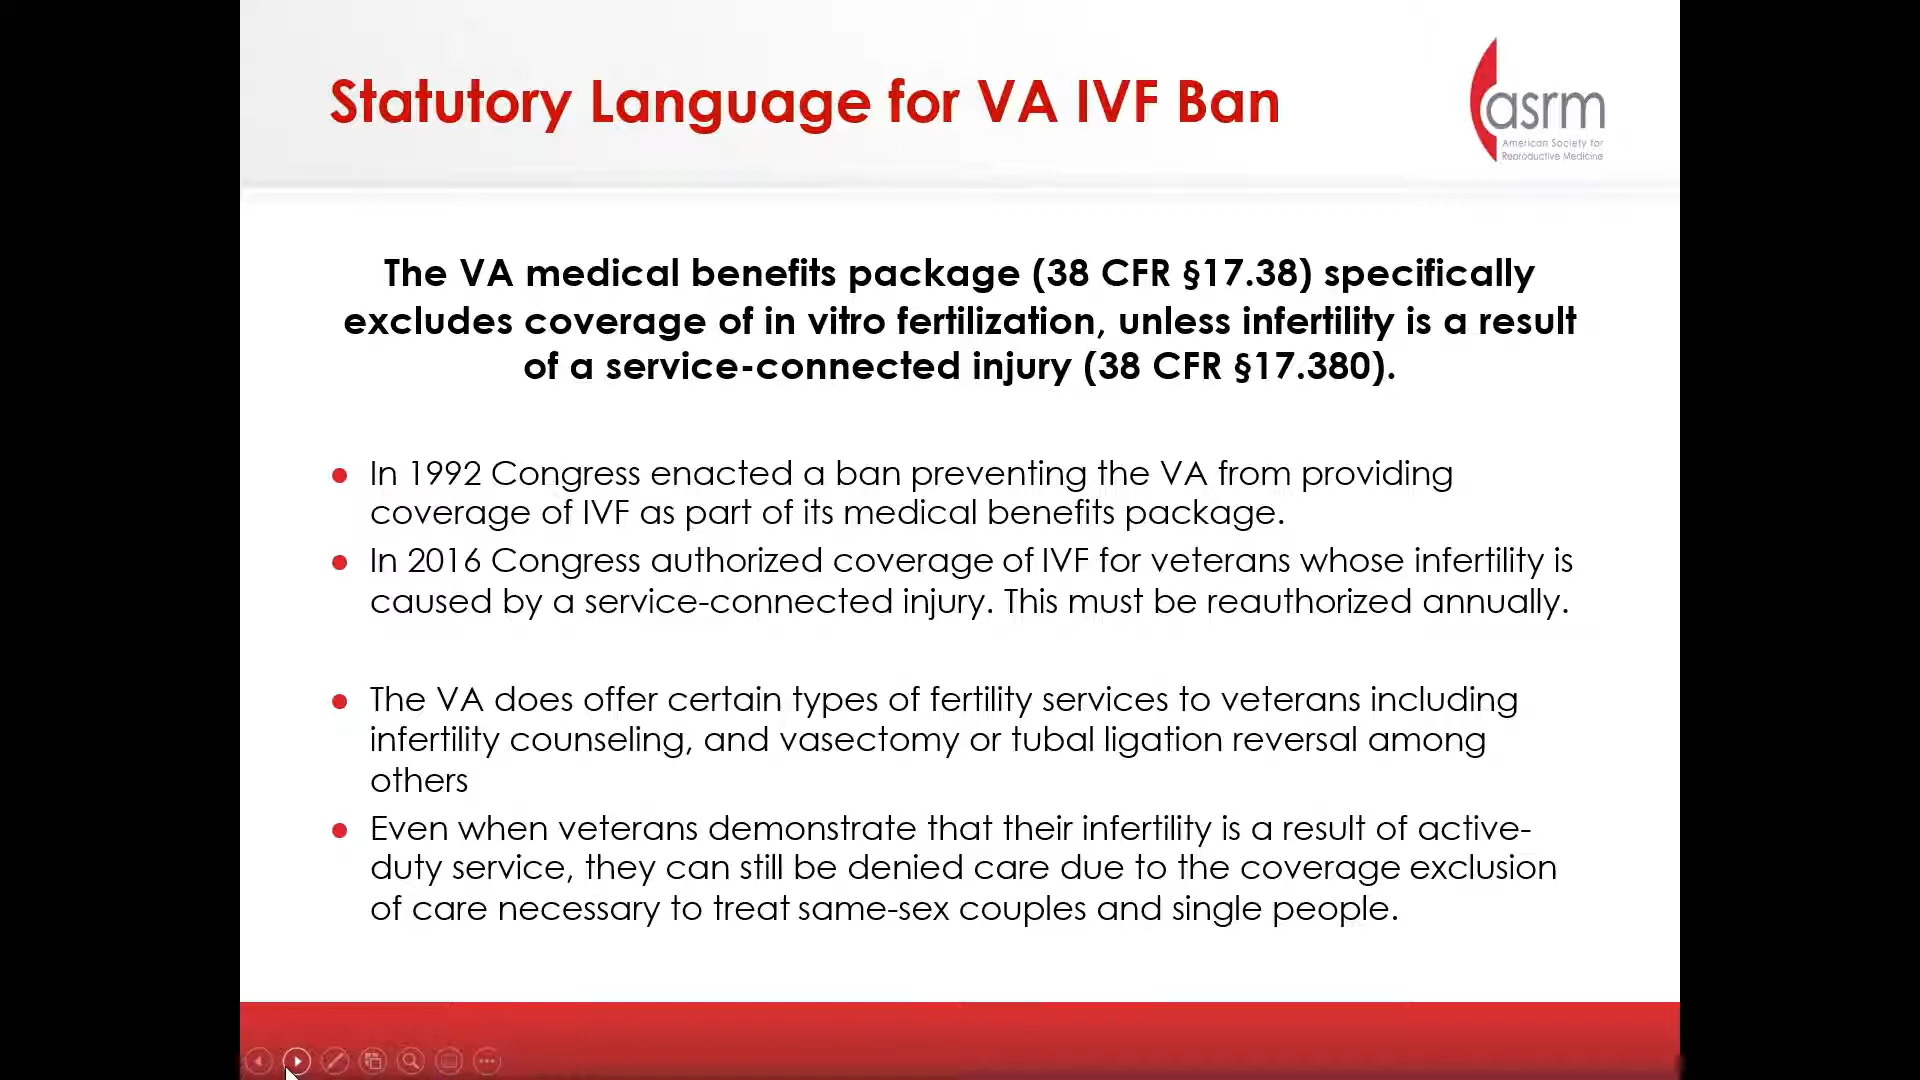 Statutory Language for VA IVF Ban
asrm
American Society for
Reproductive Medicine
The VA medical benefits package (38 CFR §17.38) specifically
excludes coverage of in vitro fertilization, unless infertility is a result
of a service-connected injury (38 CFR §17.380).
In 1992 Congress enacted a ban preventing the VA from providing
coverage of IVF as part of its medical benefits package.
In 2016 Congress authorized coverage of IVF for veterans whose infertility is
caused by a service-connected injury. This must be reauthorized annually.
The VA does offer certain types of fertility services to veterans including
infertility counseling, and vasectomy or tubal ligation reversal among
others
Even when veterans demonstrate that their infertility is a result of active-
duty service, they can still be denied care due to the coverage exclusion
of care necessary to treat same-sex couples and single people.